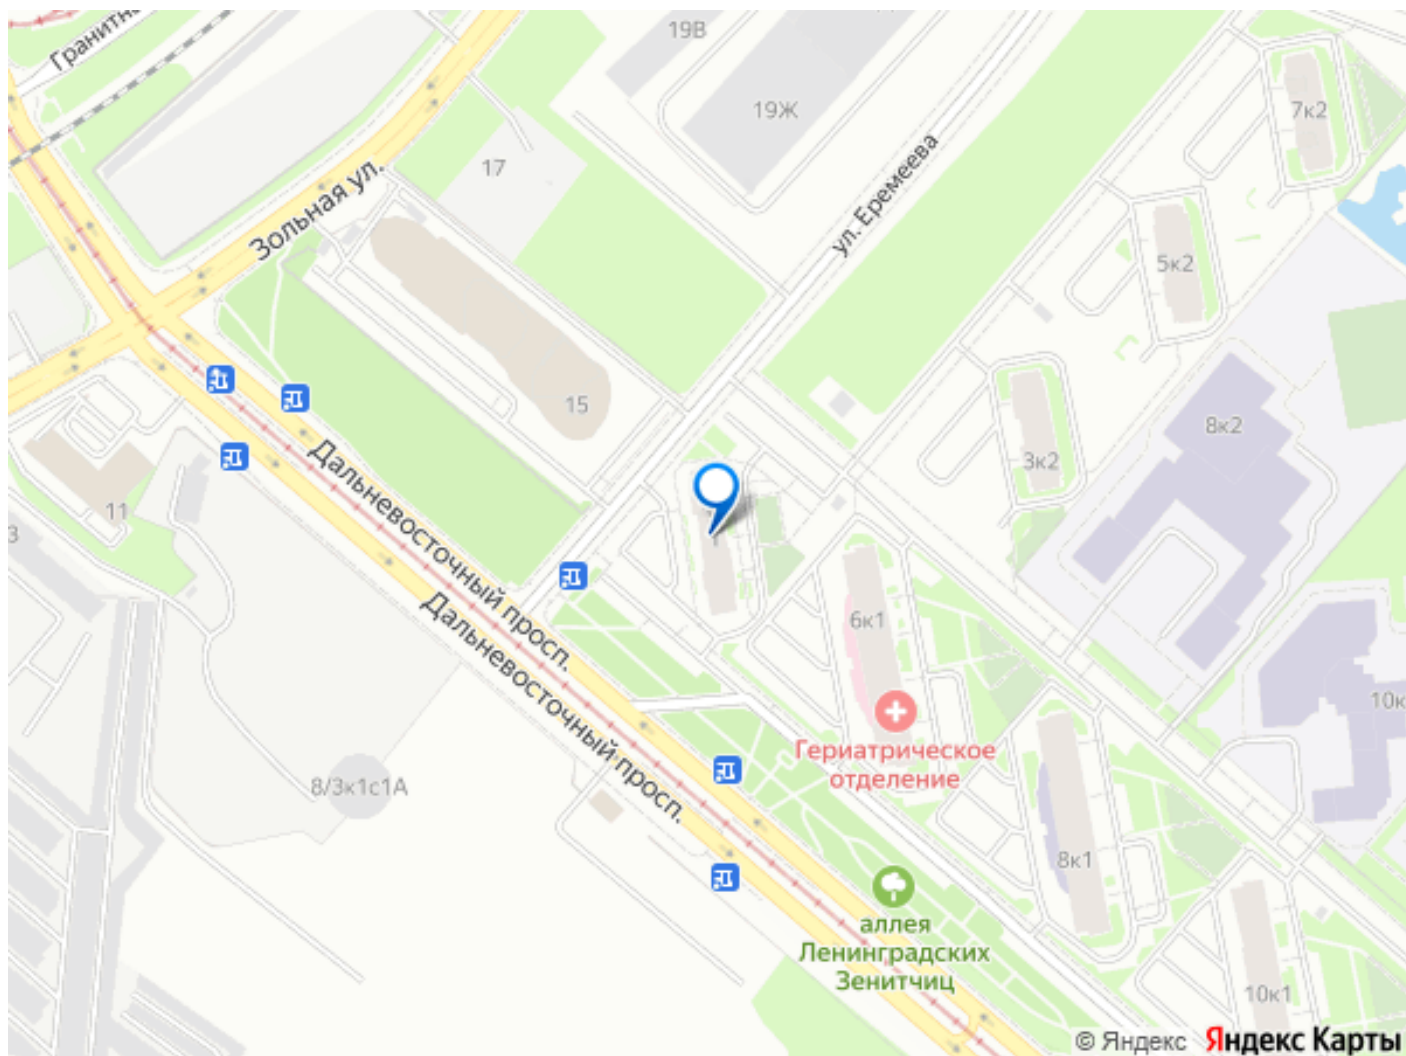 Гранитн
19В
19Ж
7к2
17
Зольная ул.
ул. Еремеева
5к2
15
8к2
3к2
11
3
Дальневосточный просп.
6к1
Дальневосточный просп.
10к
Гериатрическое
отделение
8/3к1с1А
8к1
аллея
Ленинградских
Зенитчиц
10к1
© Яндекс Яндекс Карты